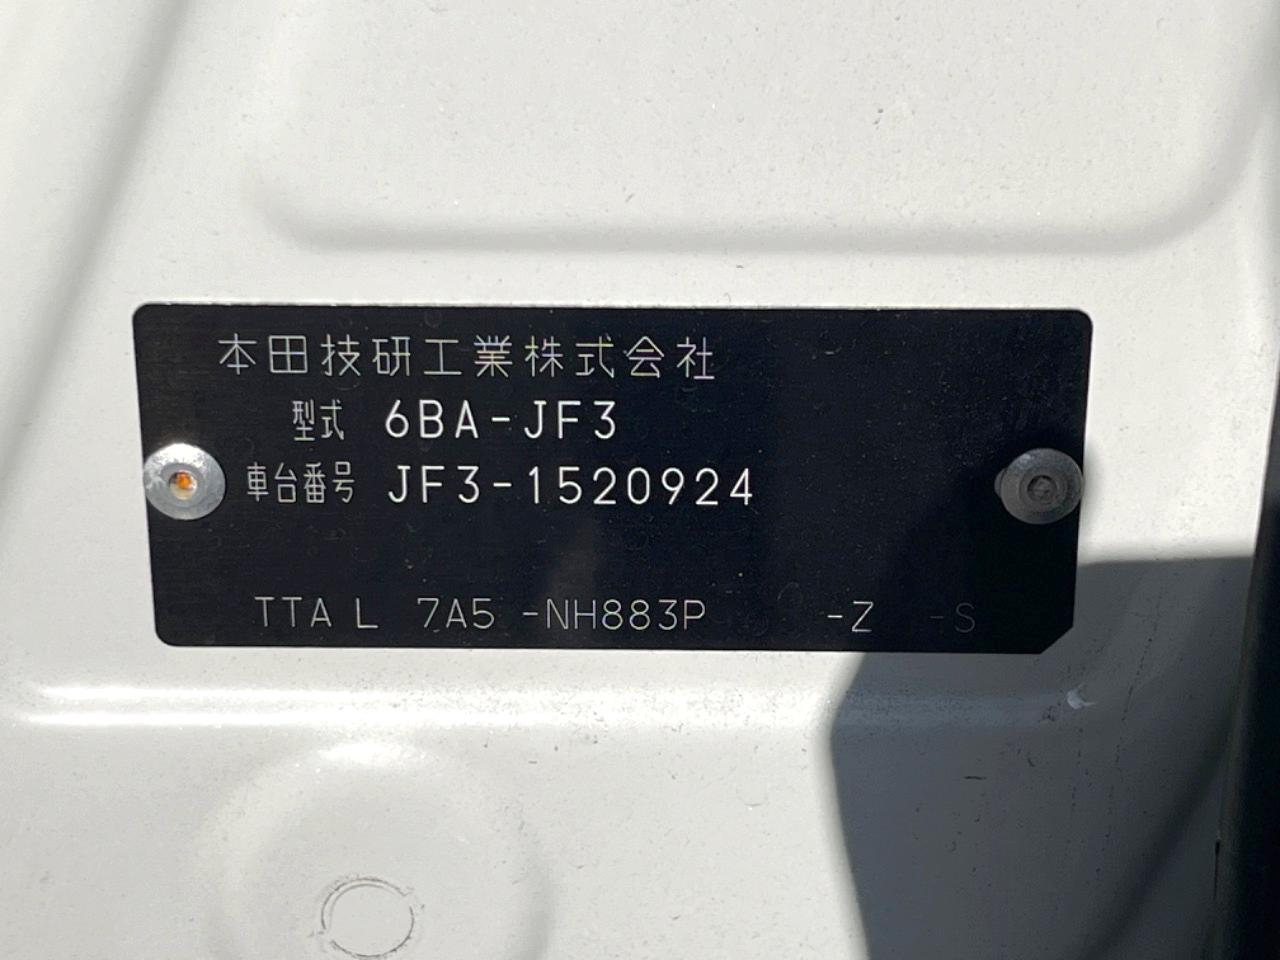 本田技研工業株式会社
型式 6BA-JF3
車台番号 JF3-1520924
TTA L 7A5 -NH883P -Z -S